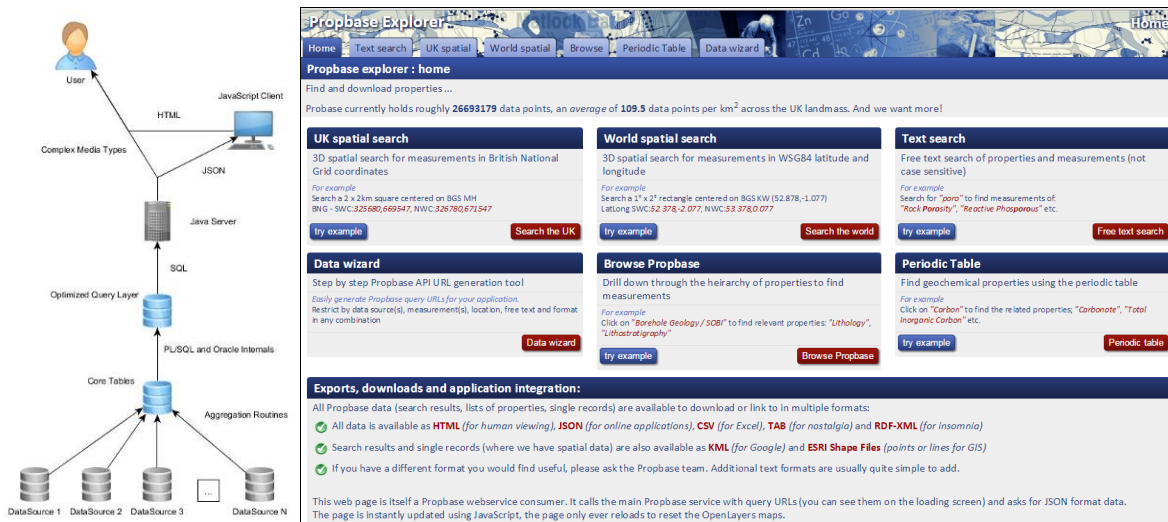 User
JavaScript Client
HTML
Complex Media Types
JSON
Java Server
SQL
Optimized Query Layer
PL/SQL and Oracle Internals
Core Tables
Aggregation Routines
DataSource 1
DataSource 2
DataSource 3
...
DataSource N
Propbase Explorer
Home
Home
Text search
UK spatial
World spatial
Browse
Periodic Table
Data wizard
Propbase explorer : home
Find and download properties ...
Probase currently holds roughly 26693179 data points, an average of 109.5 data points per km2 across the UK landmass. And we want more!
UK spatial search
3D spatial search for measurements in British National
Grid coordinates
For example
Search a 2 x 2km square centered on BGS MH
BNG - SWC:325680,669547, NWC:326780,671547
try example
Search the UK
World spatial search
3D spatial search for measurements in WSG84 latitude and
longitude
For example
Search a 1° x 2° rectangle centered on BGS KW (52.878,-1.077)
LatLong SWC:52.378,-2.077, NWC:53.378,0.077
try example
Search the world
Text search
Free text search of properties and measurements (not
case sensitive)
For example
Search for "poro" to find measurements of:
"Rock Porosity", "Reactive Phosporous" etc.
try example
Free text search
Data wizard
Step by step Propbase API URL generation tool
Easily generate Propbase query URLs for your application.
Restrict by data source(s), measurement(s), location, free text and format
in any combination
Data wizard
Browse Propbase
Drill down through the heirarchy of properties to find
measurements
For example
Click on "Borehole Geology / SOBI" to find relevant properties: "Lithology",
"Lithostratigraphy"
try example
Browse Propbase
Periodic Table
Find geochemical properties using the periodic table
For example
Click on "Carbon" to find the related properties; "Carbonate", "Total
Inorganic Carbon" etc.
try example
Periodic table
Exports, downloads and application integration:
All Propbase data (search results, lists of properties, single records) are available to download or link to in multiple formats:
All data is available as HTML (for human viewing), JSON (for online applications), CSV (for Excel), TAB (for nostalgia) and RDF-XML (for insomnia)
Search results and single records (where we have spatial data) are also available as KML (for Google) and ESRI Shape Files (points or lines for GIS)
If you have a different format you would find useful, please ask the Propbase team. Additional text formats are usually quite simple to add.
This web page is itself a Propbase webservice consumer. It calls the main Propbase service with query URLs (you can see them on the loading screen) and asks for JSON format data.
The page is instantly updated using JavaScript, the page only ever reloads to reset the OpenLayers maps.